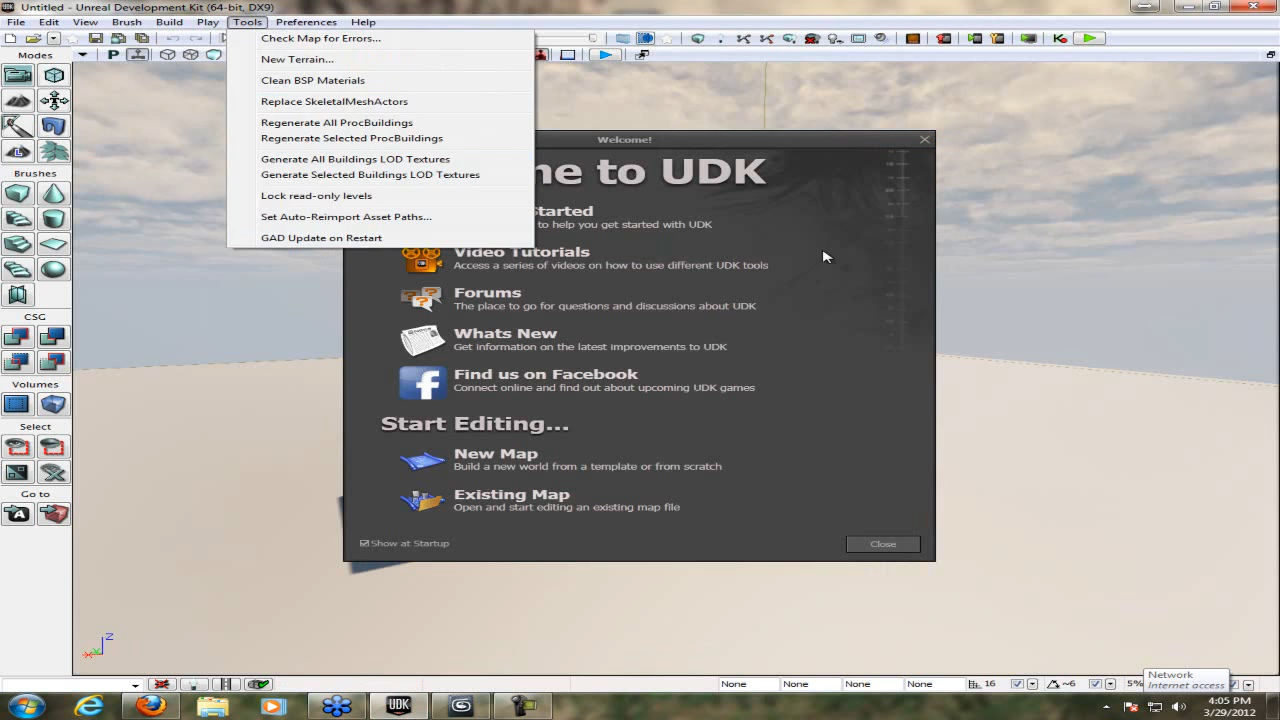 Untitled - Unreal Development Kit (64-bit, DX9)
File Edit View Brush Build Play Tools Preferences Help
Modes
Check Map for Errors...
New Terrain...
Clean BSP Materials
Replace SkeletalMeshActors
Regenerate All ProcBuildings
Regenerate Selected ProcBuildings
Generate All Buildings LOD Textures
Generate Selected Buildings LOD Textures
Lock read-only levels
Set Auto-Reimport Asset Paths...
GAD Update on Restart
Brushes
CSG
Volumes
Select
Go to
Welcome!
me to UDK
Started
to help you get started with UDK
Video Tutorials
Access a series of videos on how to use different UDK tools
Forums
The place to go for questions and discussions about UDK
Whats New
Get information on the latest improvements to UDK
Find us on Facebook
Connect online and find out about upcoming UDK games
Start Editing...
New Map
Build a new world from a template or from scratch
Existing Map
Open and start editing an existing map file
Show at Startup
Close
Z
None None None None 16 ~6 5%
Network
Internet access
UDK
4:05 PM
3/29/2012